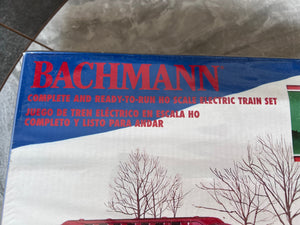 BACHMANN
COMPLETE AND READY-TO-RUN HO SCALE ELECTRIC TRAIN SET
JUEGO DE TREN ELÉCTRICO EN ESCALA HO
COMPLETO Y LISTO PARA ANDAR